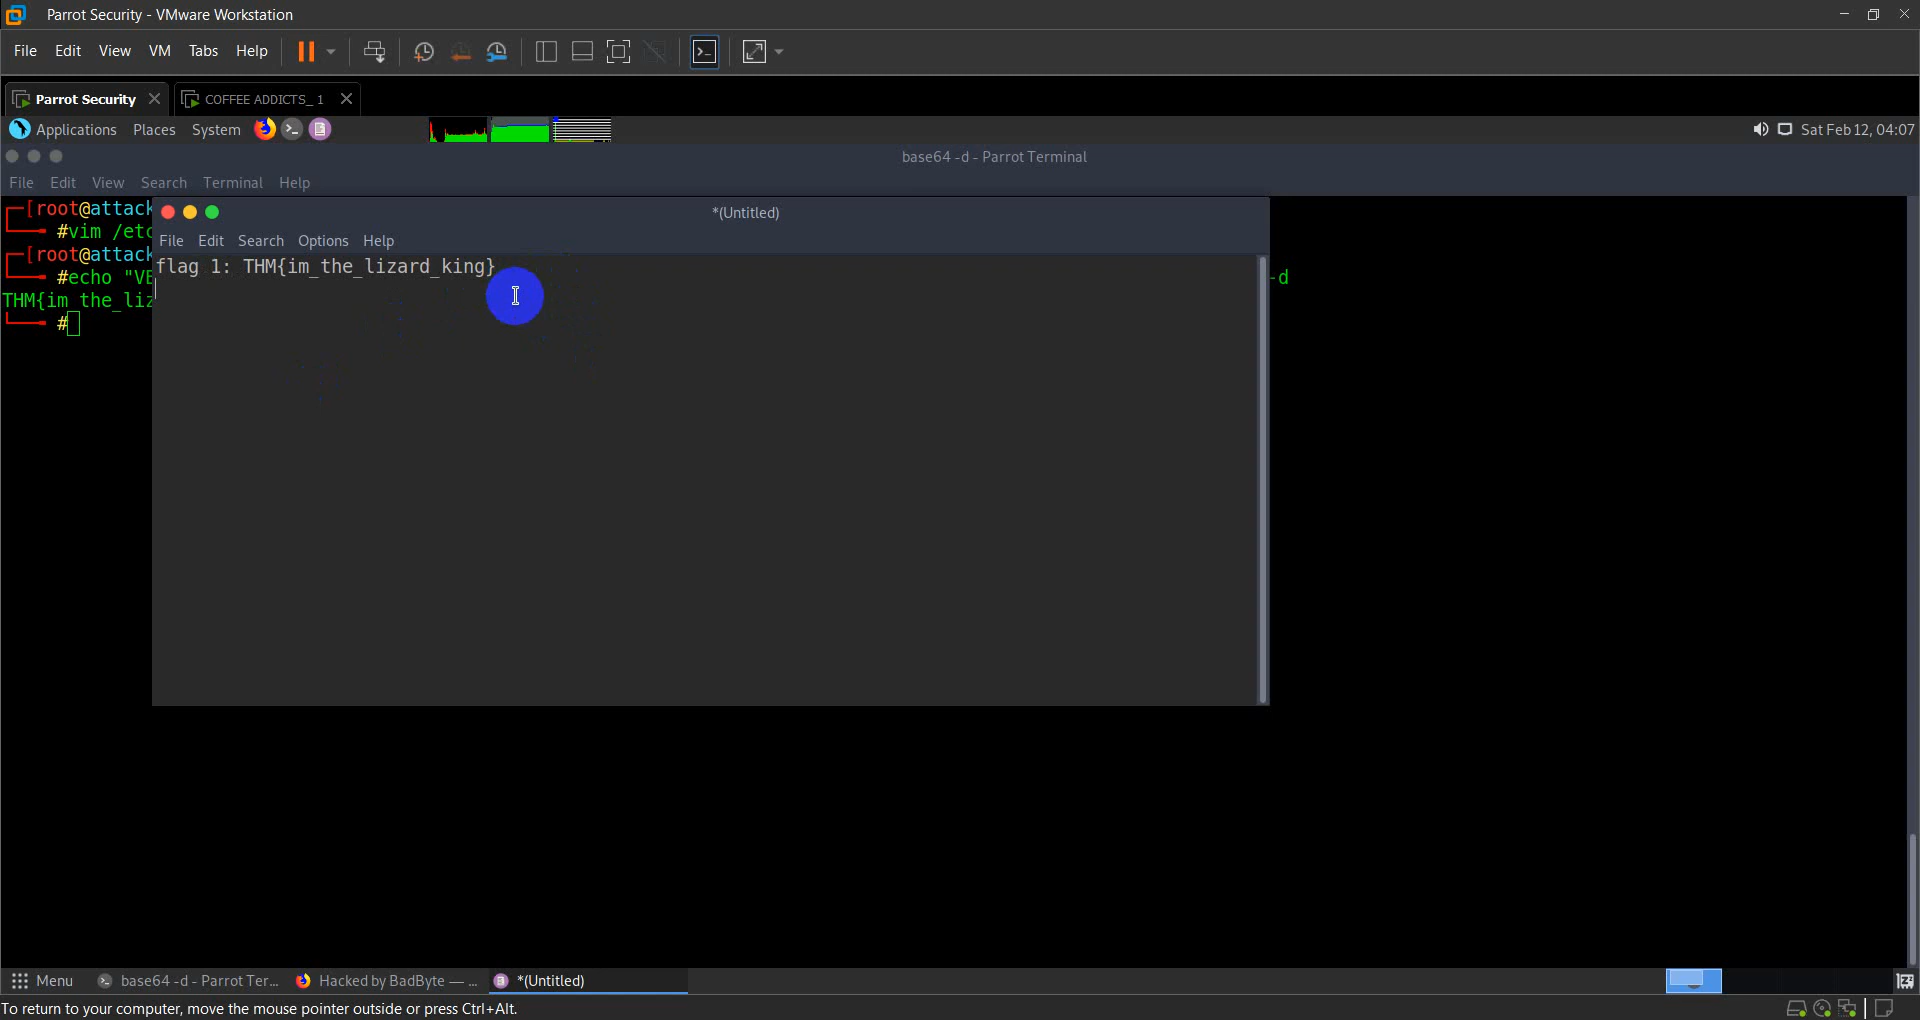 Parrot Security - VMware Workstation
File Edit View VM Tabs Help
Parrot Security COFFEE ADDICTS_ 1
Applications Places System Sat Feb 12, 04:07
base64 -d - Parrot Terminal
File Edit View Search Terminal Help
[root@attack
#vim /etc
[root@attack
#echo "VE -d
THM{im_the_liz
#
*(Untitled)
File Edit Search Options Help
flag 1: THM{im_the_lizard_king}
Menu base64 -d - Parrot Ter... Hacked by BadByte — ... *(Untitled)
To return to your computer, move the mouse pointer outside or press Ctrl+Alt.